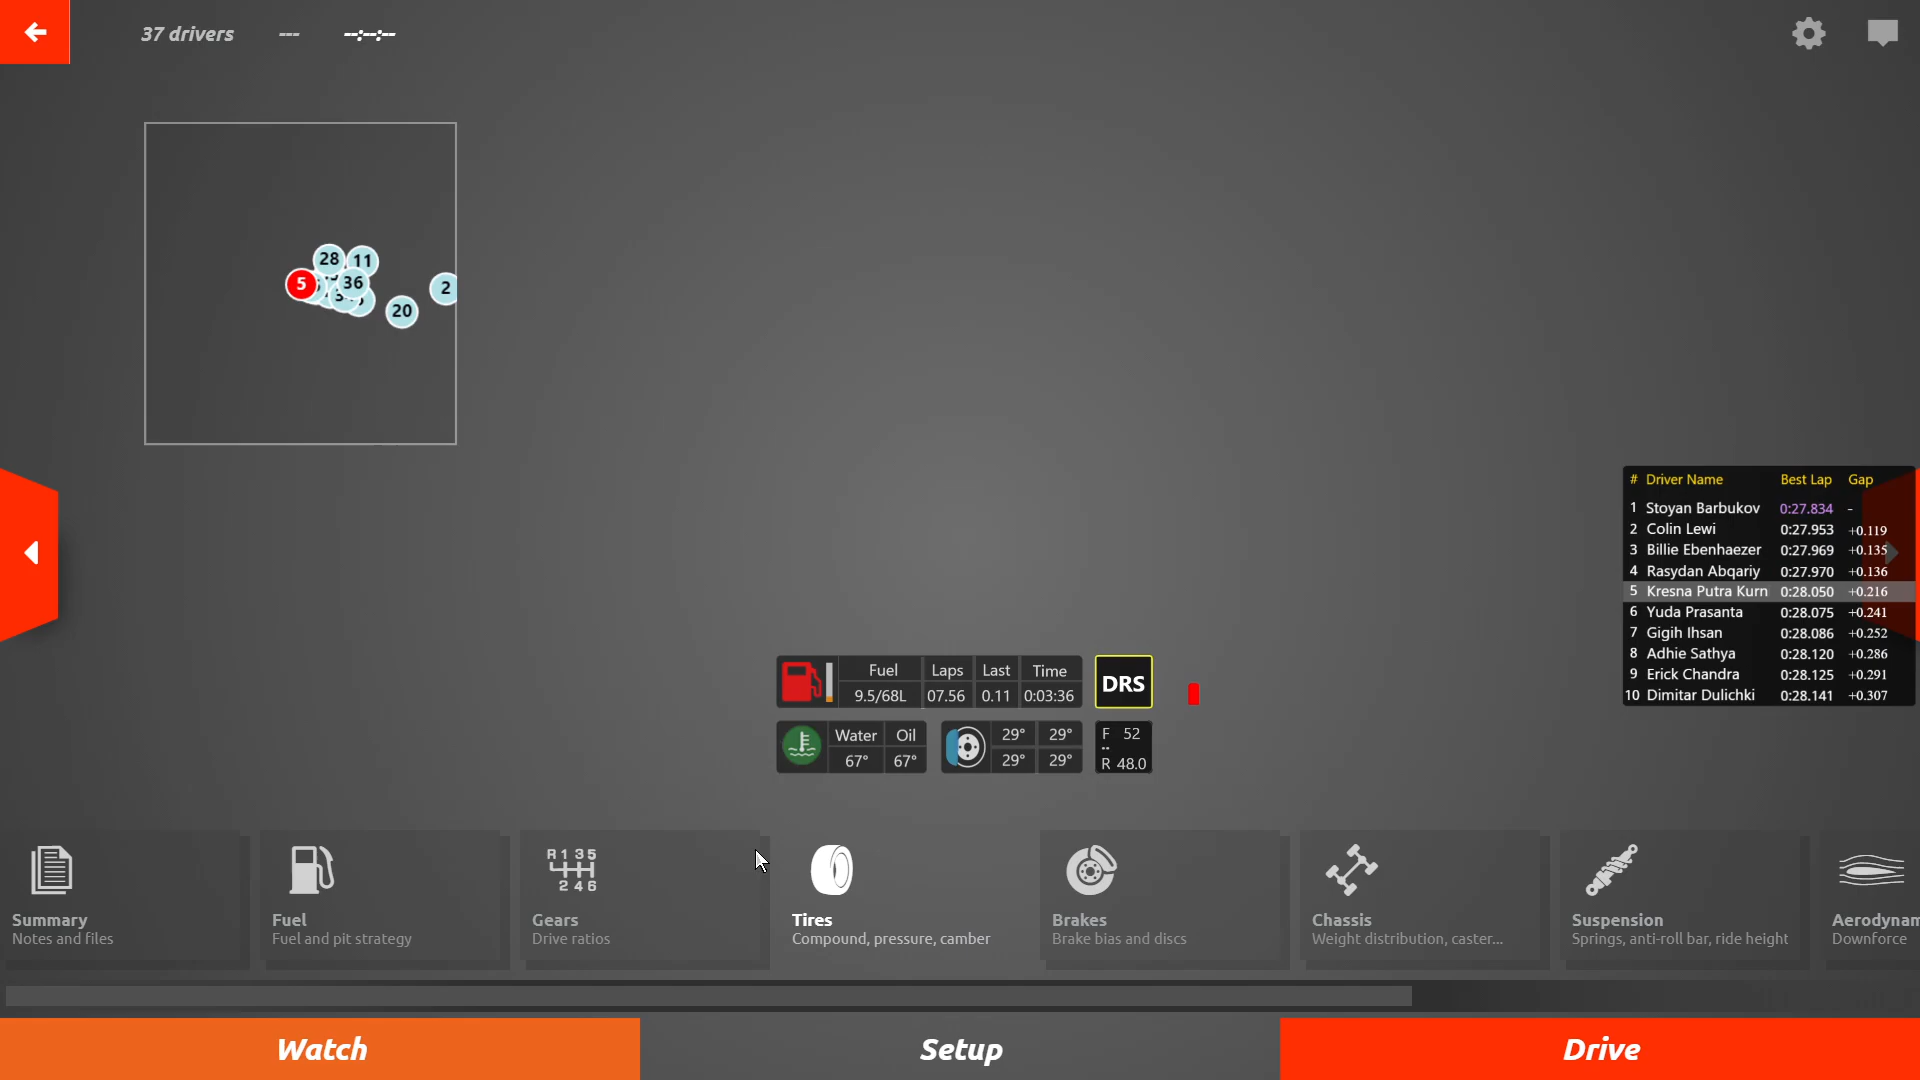 37 drivers --- --:--:--
28 11
5 36
2
20
# Driver Name Best Lap Gap
1 Stoyan Barbukov 0:27.834 -
2 Colin Lewi 0:27.953 +0.119
3 Billie Ebenhaezer 0:27.969 +0.135
4 Rasydan Abqariy 0:27.970 +0.136
5 Kresna Putra Kurn 0:28.050 +0.216
6 Yuda Prasanta 0:28.075 +0.241
7 Gigih Ihsan 0:28.086 +0.252
8 Adhie Sathya 0:28.120 +0.286
9 Erick Chandra 0:28.125 +0.291
10 Dimitar Dulichki 0:28.141 +0.307
Fuel Laps Last Time
9.5/68L 07.56 0.11 0:03:36
DRS
Water Oil
67° 67°
29° 29°
29° 29°
F 52
--
R 48.0
R 1 3 5
2 4 6
Summary
Notes and files
Fuel
Fuel and pit strategy
Gears
Drive ratios
Tires
Compound, pressure, camber
Brakes
Brake bias and discs
Chassis
Weight distribution, caster...
Suspension
Springs, anti-roll bar, ride height
Aerodynam
Downforce
Watch
Setup
Drive